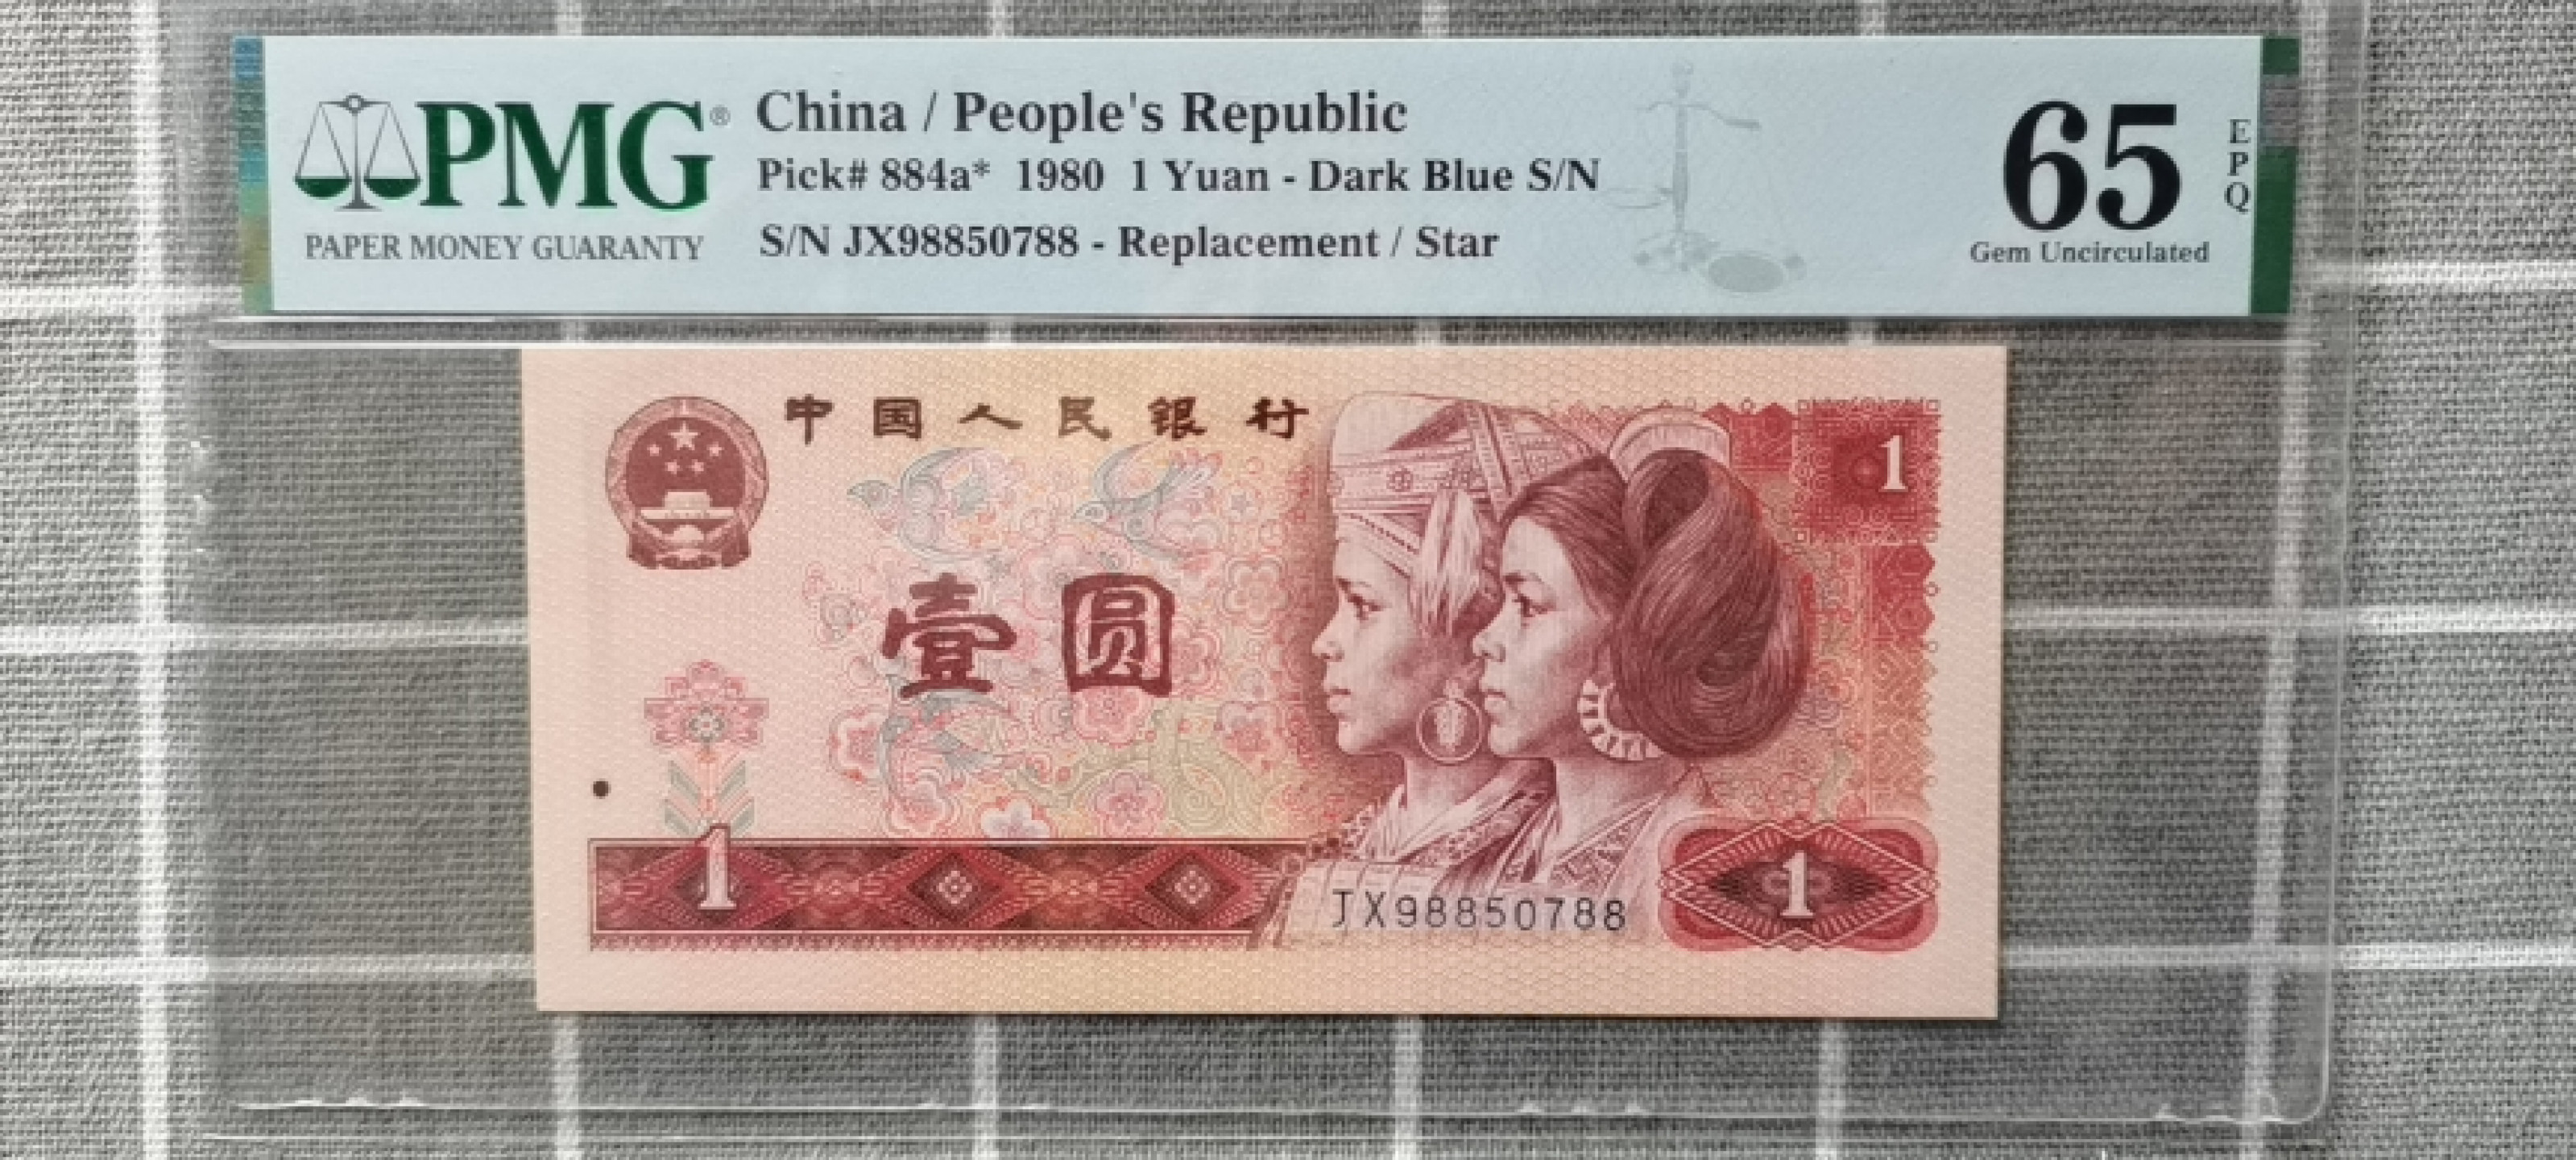 PMG®
PAPER MONEY GUARANTY
China / People's Republic
Pick# 884a* 1980 1 Yuan - Dark Blue S/N
S/N JX98850788 - Replacement / Star
65
EPQ
Gem Uncirculated
中国人民银行
1
壹圆
1
JX98850788
1